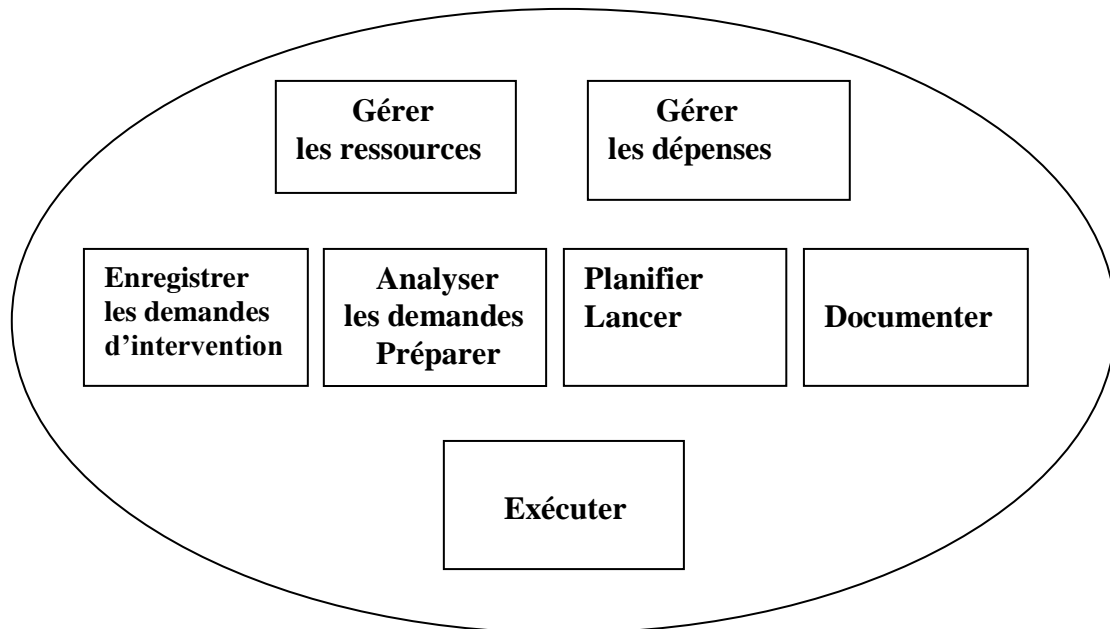 Gérer
les ressources
Gérer
les dépenses
Enregistrer
les demandes
d’intervention
Analyser
les demandes
Préparer
Planifier
Lancer
Documenter
Exécuter